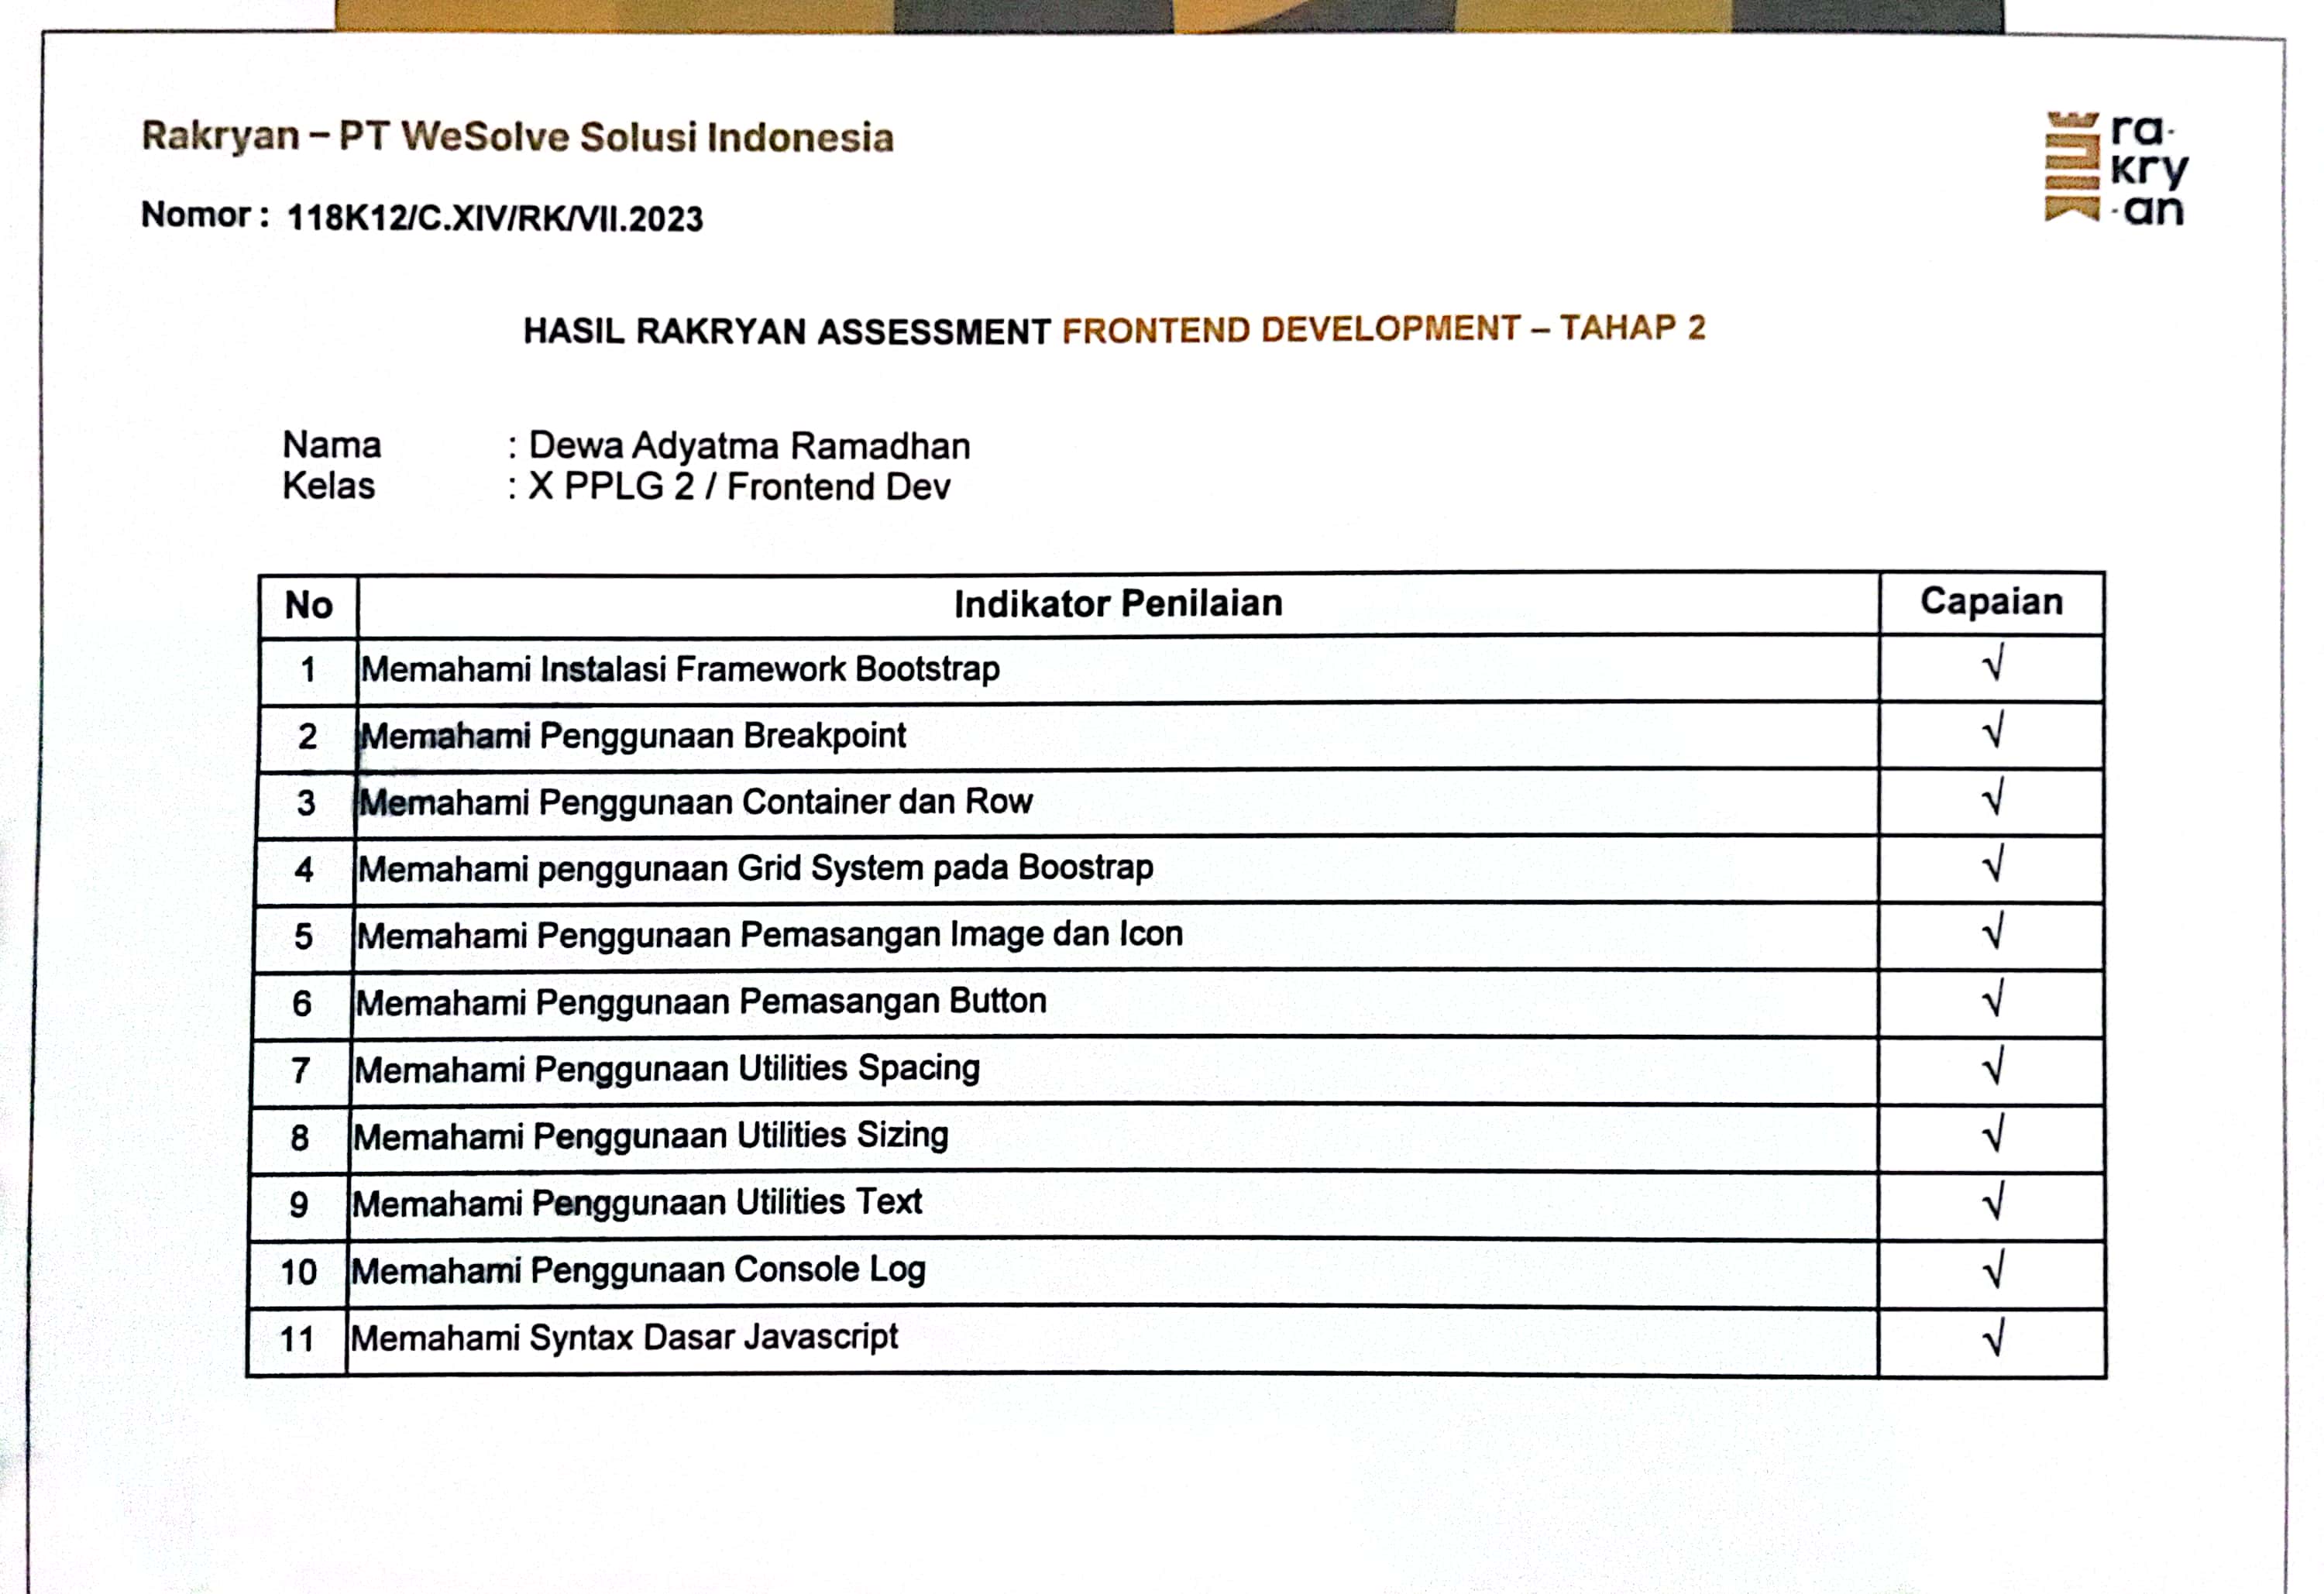 Rakryan – PT WeSolve Solusi Indonesia
ra·
kry
·an
Nomor : 118K12/C.XIV/RK/VII.2023
HASIL RAKRYAN ASSESSMENT FRONTEND DEVELOPMENT – TAHAP 2
Nama : Dewa Adyatma Ramadhan
Kelas : X PPLG 2 / Frontend Dev
No Indikator Penilaian Capaian
1 Memahami Instalasi Framework Bootstrap √
2 Memahami Penggunaan Breakpoint √
3 Memahami Penggunaan Container dan Row √
4 Memahami penggunaan Grid System pada Boostrap √
5 Memahami Penggunaan Pemasangan Image dan Icon √
6 Memahami Penggunaan Pemasangan Button √
7 Memahami Penggunaan Utilities Spacing √
8 Memahami Penggunaan Utilities Sizing √
9 Memahami Penggunaan Utilities Text √
10 Memahami Penggunaan Console Log √
11 Memahami Syntax Dasar Javascript √